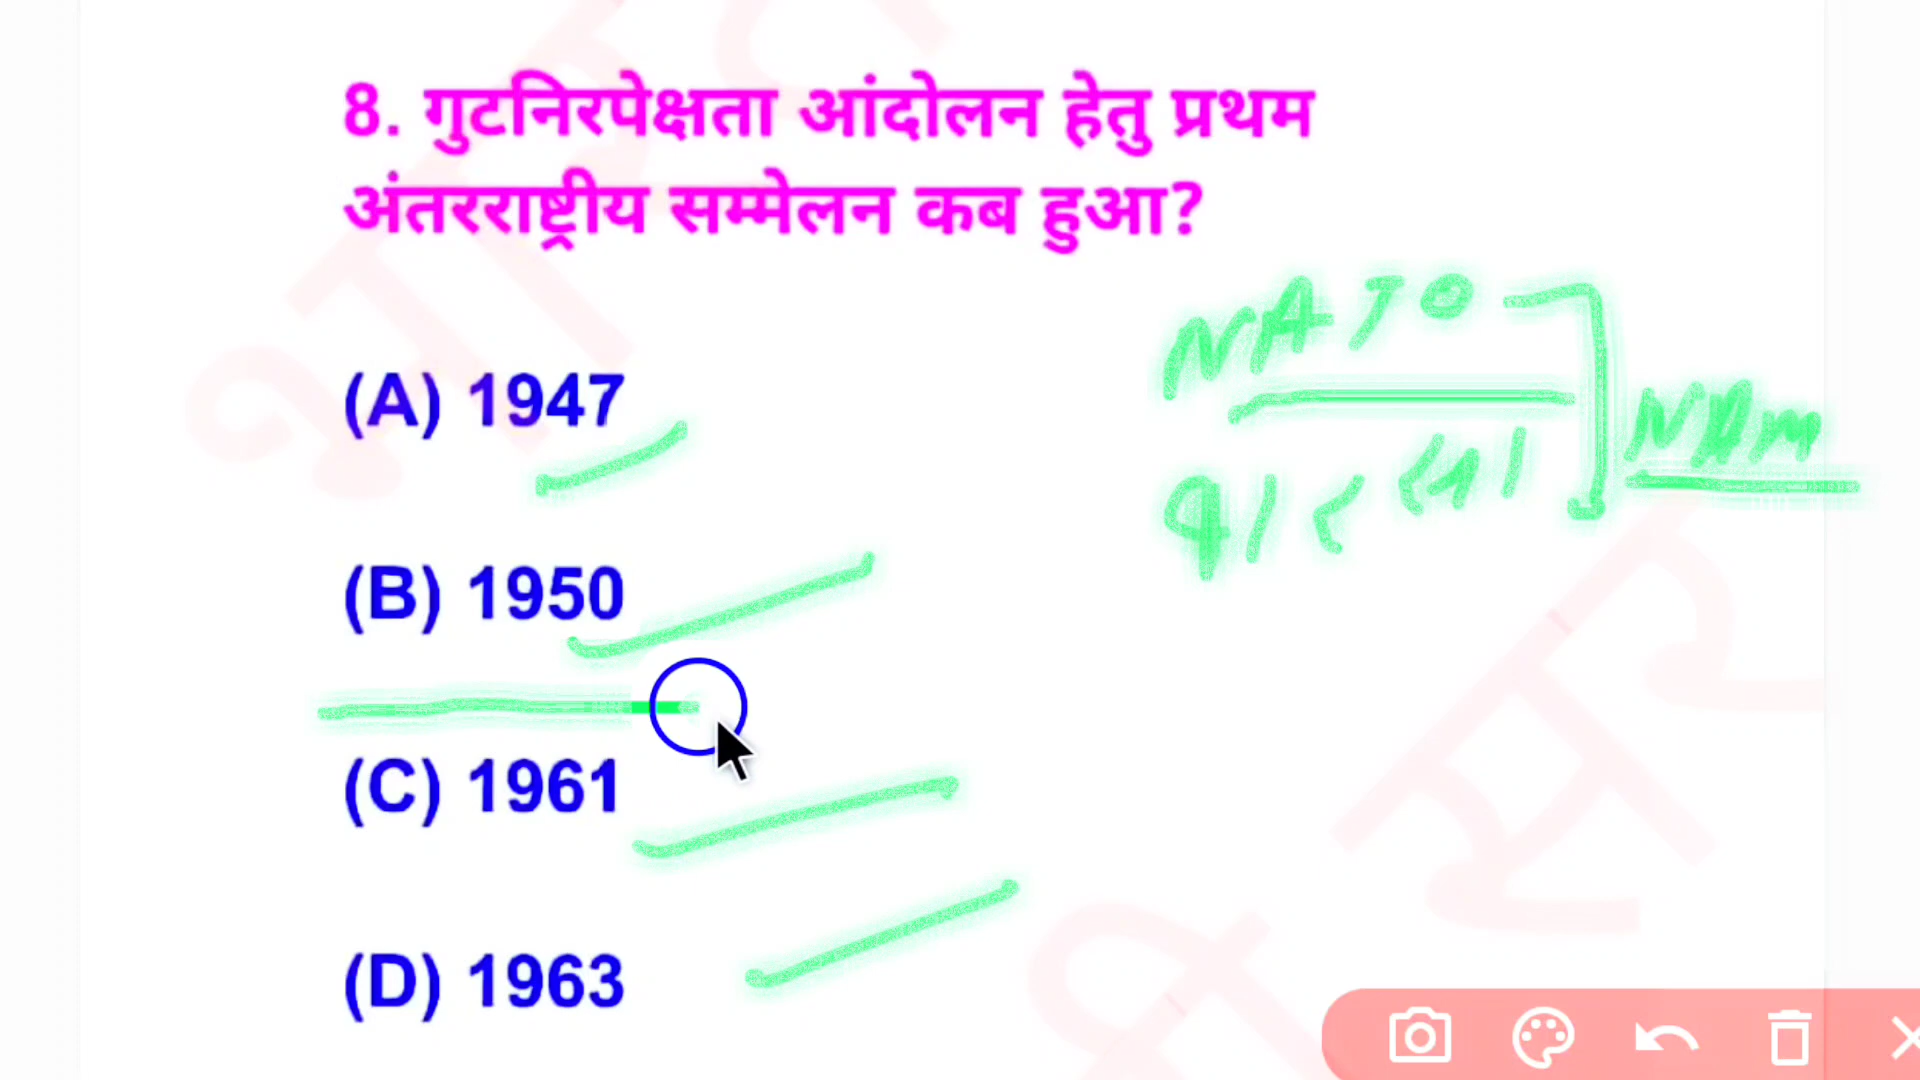 8. गुटनिरपेक्षता आंदोलन हेतु प्रथम
अंतरराष्ट्रीय सम्मेलन कब हुआ?
NATO
NAM
(A) 1947
(B) 1950
(C) 1961
(D) 1963